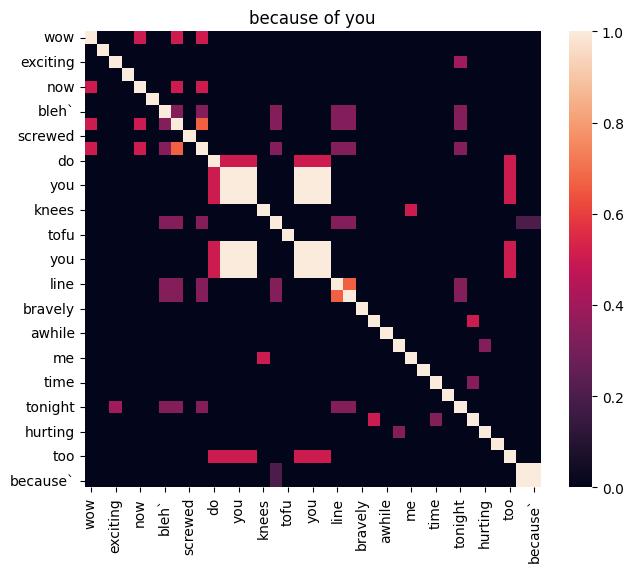 because of you
wow
exciting
now
bleh`
screwed
do
you
knees
tofu
you
line
bravely
awhile
me
time
tonight
hurting
too
because`
wow
exciting
now
bleh`
screwed
do
you
knees
tofu
you
line
bravely
awhile
me
time
tonight
hurting
too
because`
1.0
0.8
0.6
0.4
0.2
0.0